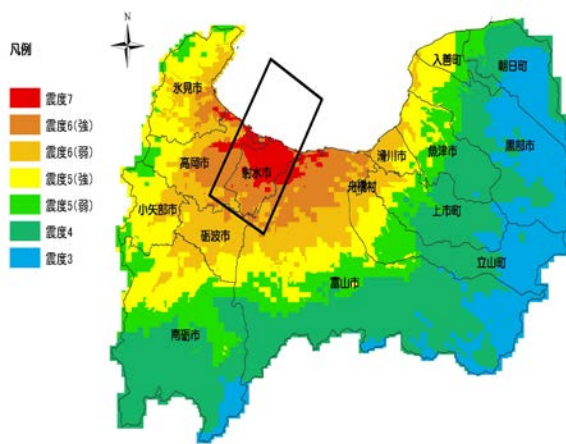 N
凡例
震度7
震度6(強)
震度6(弱)
震度5(強)
震度5(弱)
震度4
震度3
入善町
朝日町
氷見市
黒部市
魚津市
滑川市
高岡市
射水市
舟橋村
上市町
小矢部市
砺波市
立山町
富山市
南砺市